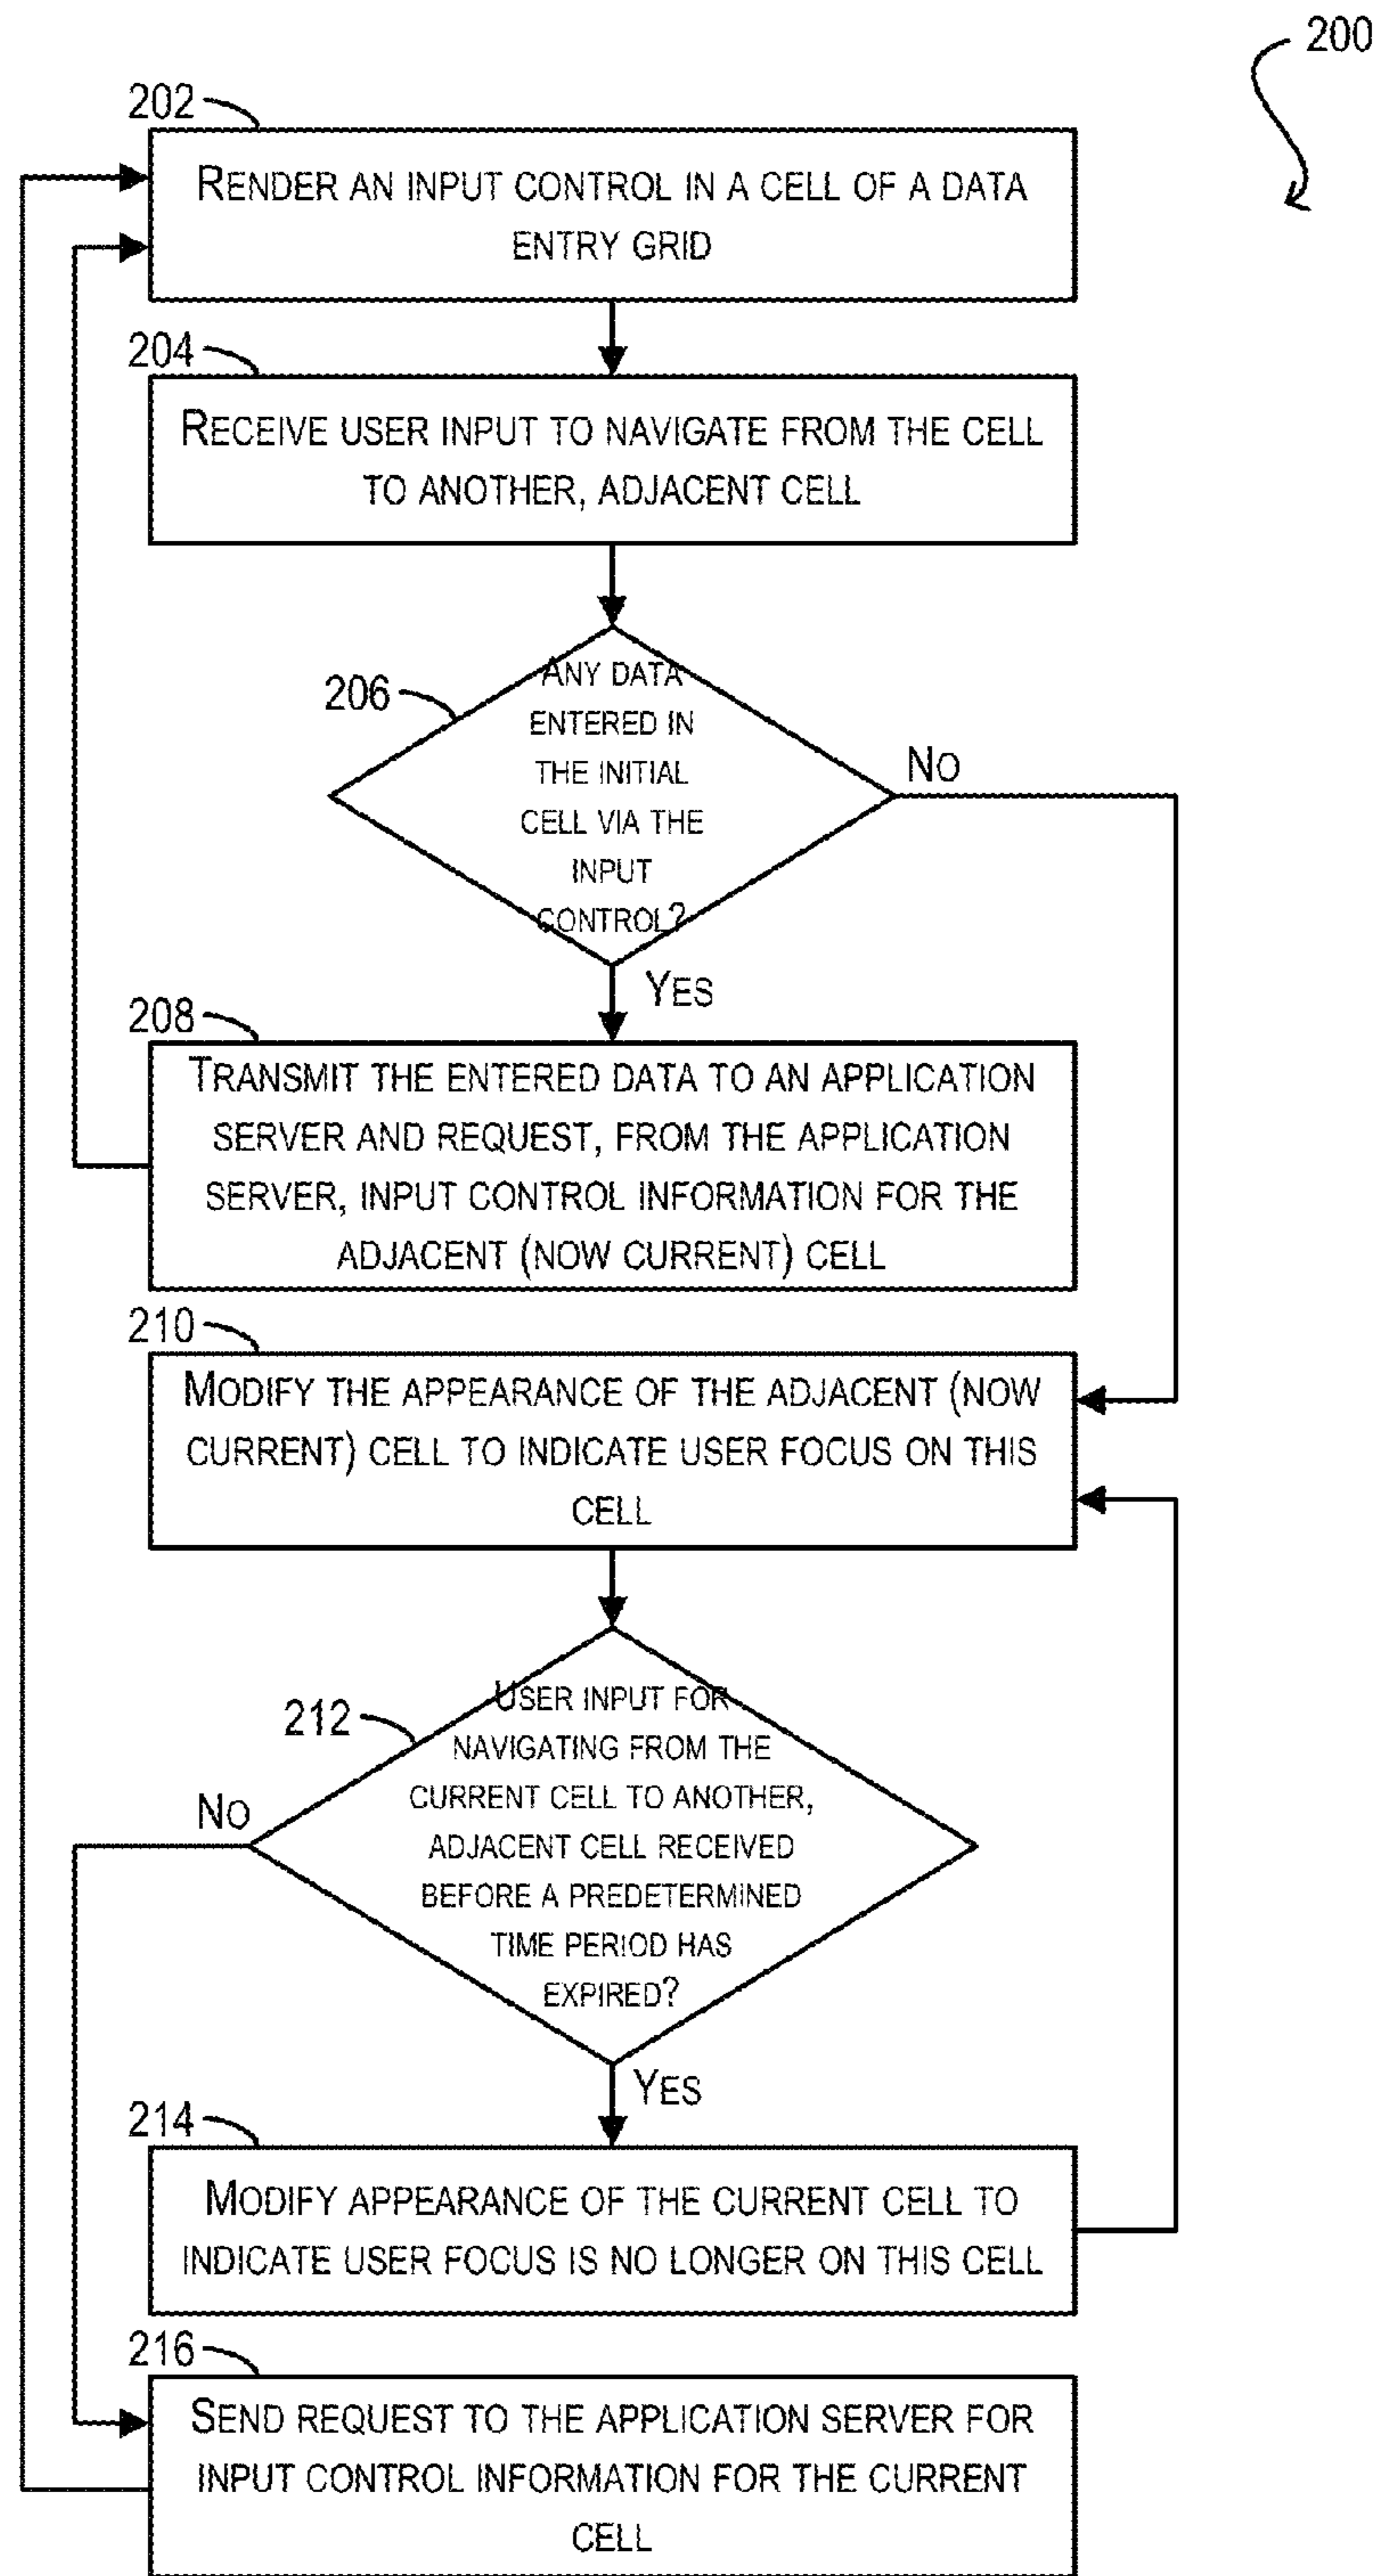 200
202
RENDER AN INPUT CONTROL IN A CELL OF A DATA
ENTRY GRID
204
RECEIVE USER INPUT TO NAVIGATE FROM THE CELL
TO ANOTHER, ADJACENT CELL
206
ANY DATA
ENTERED IN
THE INITIAL
CELL VIA THE
INPUT
CONTROL?
NO
YES
208
TRANSMIT THE ENTERED DATA TO AN APPLICATION
SERVER AND REQUEST, FROM THE APPLICATION
SERVER, INPUT CONTROL INFORMATION FOR THE
ADJACENT (NOW CURRENT) CELL
210
MODIFY THE APPEARANCE OF THE ADJACENT (NOW
CURRENT) CELL TO INDICATE USER FOCUS ON THIS
CELL
212
USER INPUT FOR
NAVIGATING FROM THE
CURRENT CELL TO ANOTHER,
ADJACENT CELL RECEIVED
BEFORE A PREDETERMINED
TIME PERIOD HAS
EXPIRED?
NO
YES
214
MODIFY APPEARANCE OF THE CURRENT CELL TO
INDICATE USER FOCUS IS NO LONGER ON THIS CELL
216
SEND REQUEST TO THE APPLICATION SERVER FOR
INPUT CONTROL INFORMATION FOR THE CURRENT
CELL